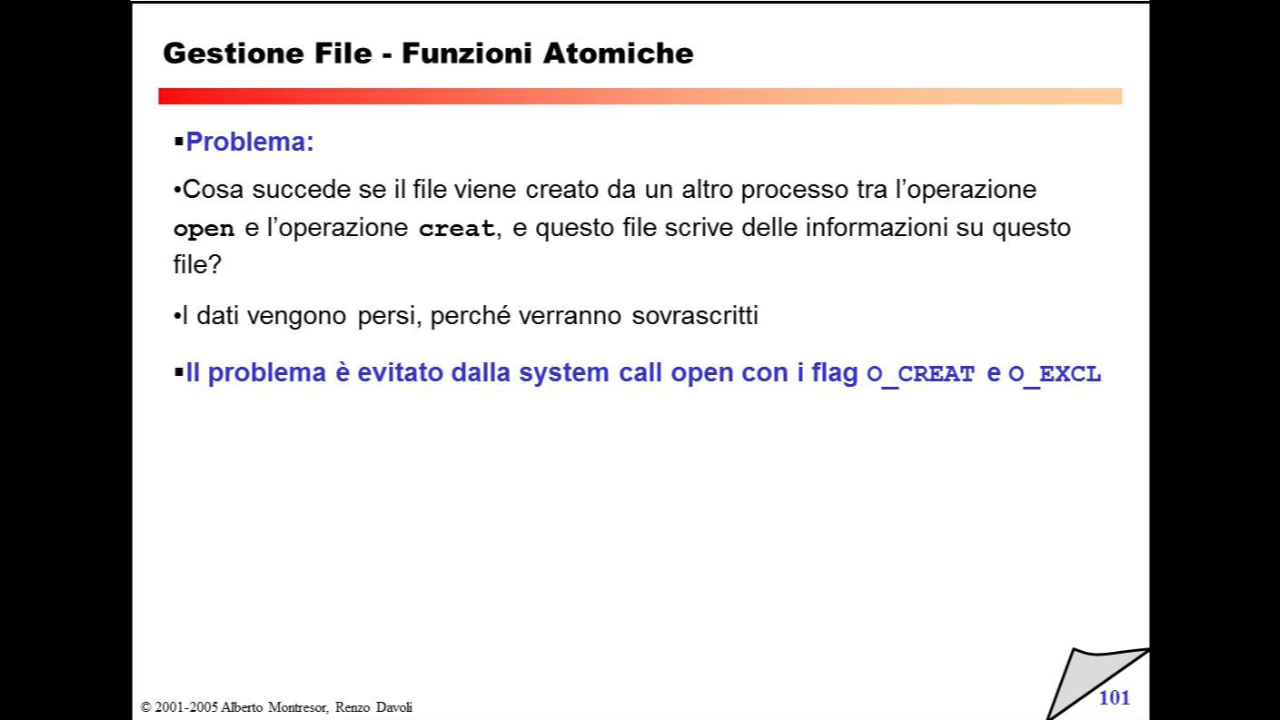 Gestione File - Funzioni Atomiche
▪Problema:
•Cosa succede se il file viene creato da un altro processo tra l’operazione
open e l’operazione creat, e questo file scrive delle informazioni su questo
file?
•I dati vengono persi, perché verranno sovrascritti
▪Il problema è evitato dalla system call open con i flag O_CREAT e O_EXCL
© 2001-2005 Alberto Montresor, Renzo Davoli
101